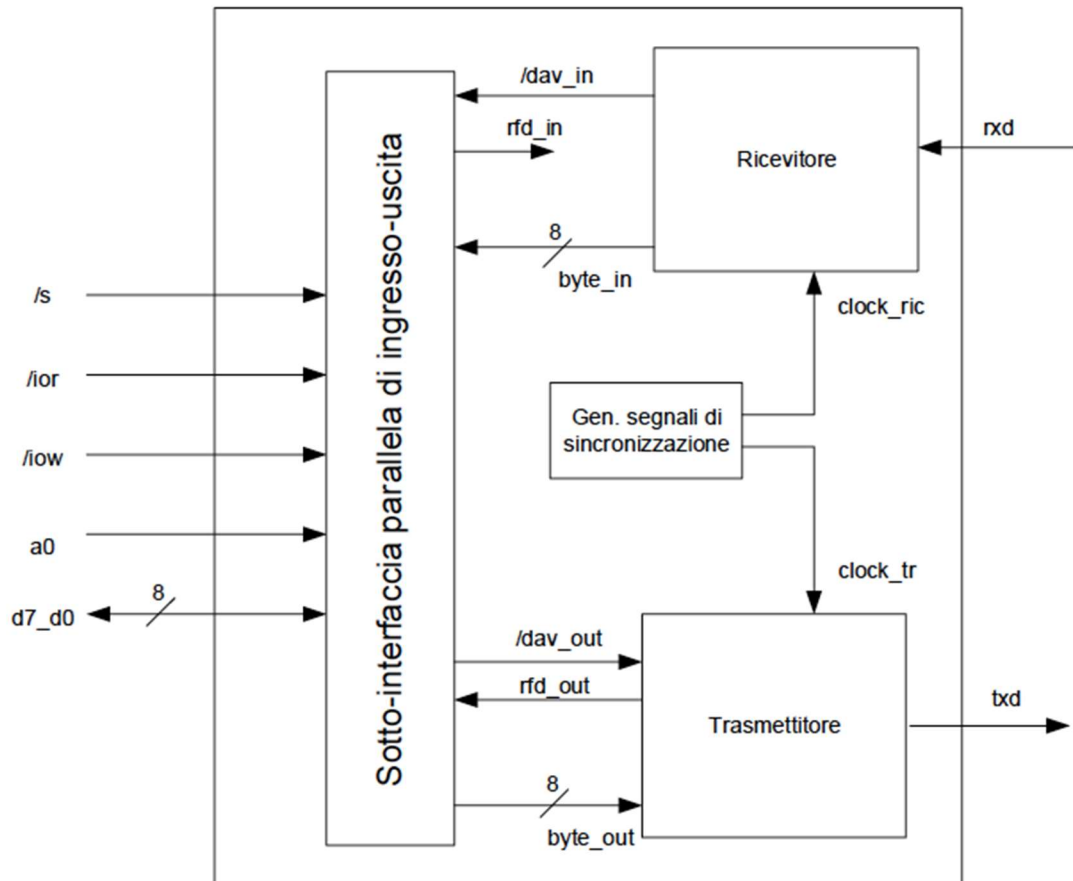 /dav_in
rfd_in
8
byte_in
Ricevitore
rxd
clock_ric
/s
/ior
/iow
a0
8
d7_d0
Sotto-interfaccia parallela di ingresso-uscita
Gen. segnali di
sincronizzazione
clock_tr
/dav_out
rfd_out
8
byte_out
Trasmettitore
txd